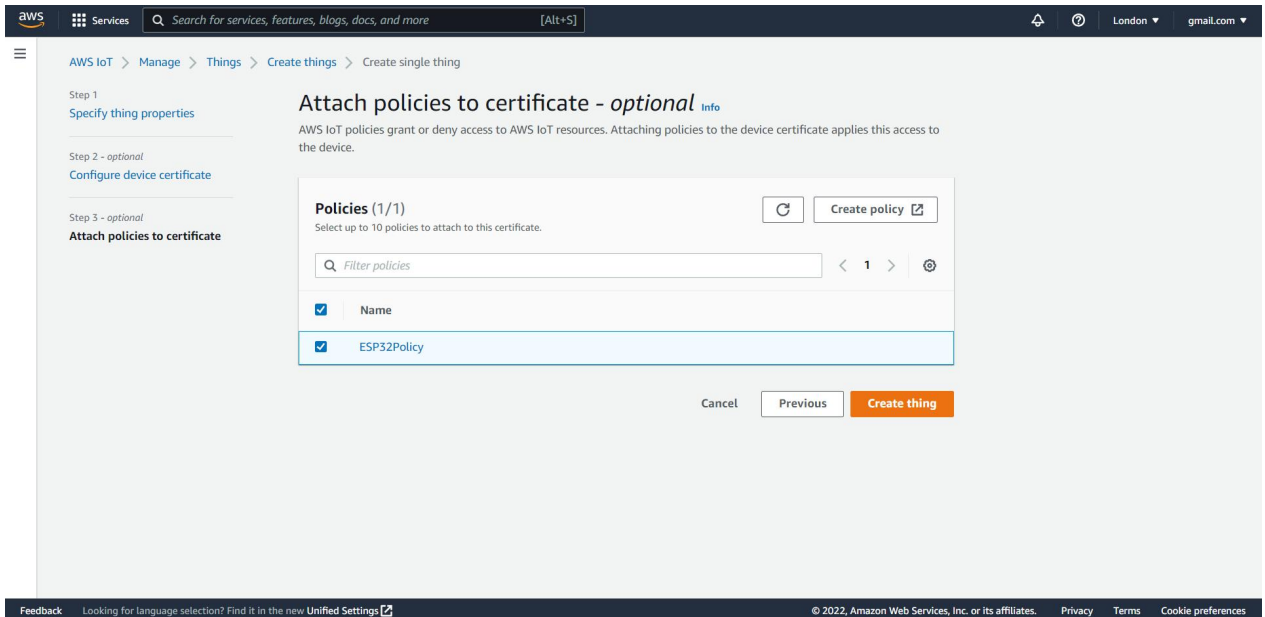 aws Services Search for services, features, blogs, docs, and more [Alt+S] London gmail.com
AWS IoT > Manage > Things > Create things > Create single thing
Step 1
Specify thing properties
Step 2 - optional
Configure device certificate
Step 3 - optional
Attach policies to certificate
Attach policies to certificate - optional Info
AWS IoT policies grant or deny access to AWS IoT resources. Attaching policies to the device certificate applies this access to
the device.
Policies (1/1)
Select up to 10 policies to attach to this certificate.
Create policy
Filter policies
1
Name
ESP32Policy
Cancel Previous Create thing
Feedback Looking for language selection? Find it in the new Unified Settings © 2022, Amazon Web Services, Inc. or its affiliates. Privacy Terms Cookie preferences